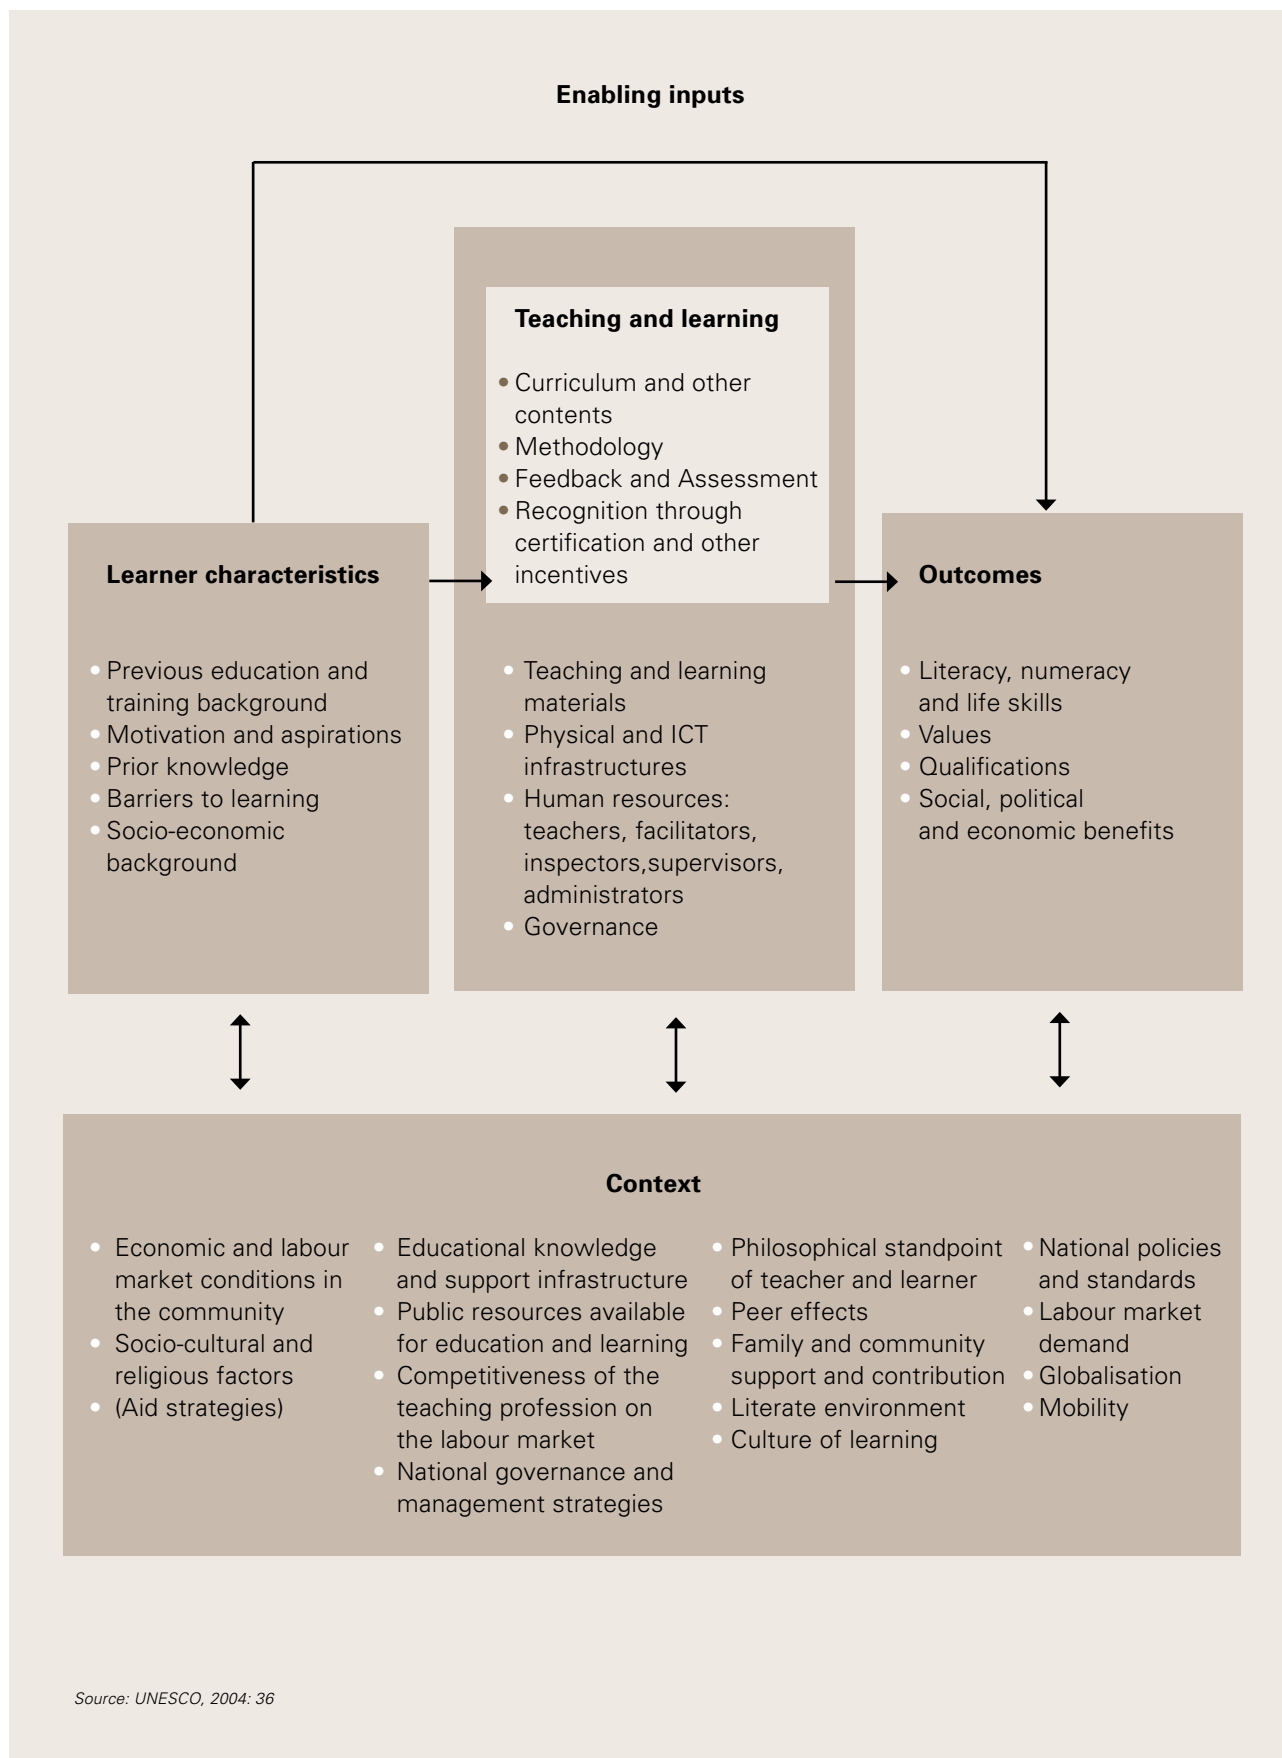 Enabling inputs
Teaching and learning
• Curriculum and other
contents
• Methodology
• Feedback and Assessment
• Recognition through
certification and other
incentives
Learner characteristics
• Previous education and
training background
• Motivation and aspirations
• Prior knowledge
• Barriers to learning
• Socio-economic
background
• Teaching and learning
materials
• Physical and ICT
infrastructures
• Human resources:
teachers, facilitators,
inspectors,supervisors,
administrators
• Governance
Outcomes
• Literacy, numeracy
and life skills
• Values
• Qualifications
• Social, political
and economic benefits
Context
• Economic and labour
market conditions in
the community
• Socio-cultural and
religious factors
• (Aid strategies)
• Educational knowledge
and support infrastructure
• Public resources available
for education and learning
• Competitiveness of the
teaching profession on
the labour market
• National governance and
management strategies
• Philosophical standpoint
of teacher and learner
• Peer effects
• Family and community
support and contribution
• Literate environment
• Culture of learning
• National policies
and standards
• Labour market
demand
• Globalisation
• Mobility
Source: UNESCO, 2004: 36